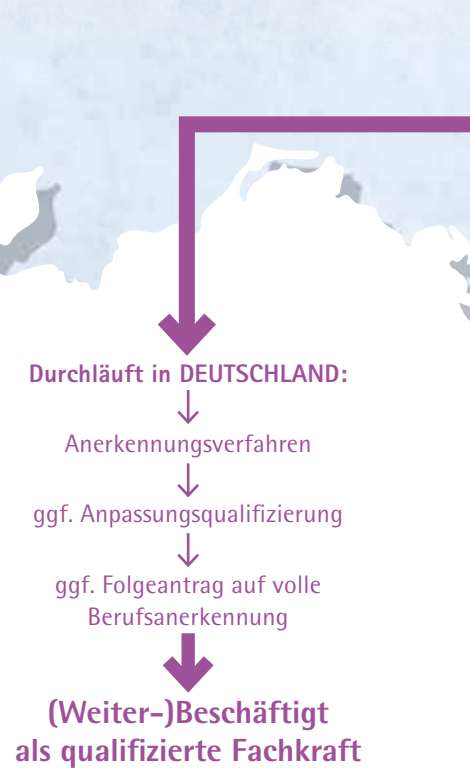 Durchläuft in DEUTSCHLAND:
Anerkennungsverfahren
ggf. Anpassungsqualifizierung
ggf. Folgeantrag auf volle
Berufsanerkennung
(Weiter-)Beschäftigt
als qualifizierte Fachkraft